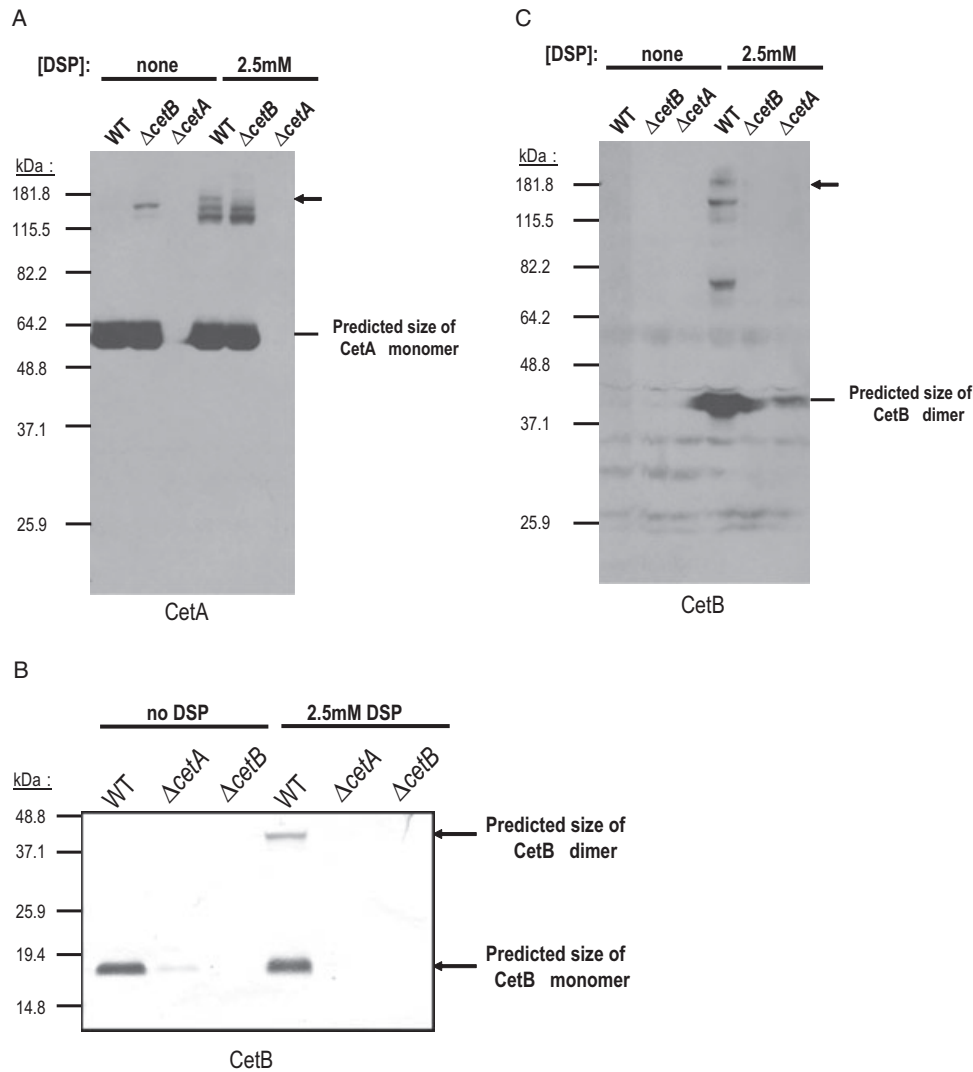 A
[DSP]: none 2.5mM
WT ΔcetB ΔcetA WT ΔcetB ΔcetA
kDa :
181.8
115.5
82.2
64.2
48.8
37.1
25.9
Predicted size of
CetA monomer
CetA
C
[DSP]: none 2.5mM
WT ΔcetB ΔcetA WT ΔcetB ΔcetA
kDa :
181.8
115.5
82.2
64.2
48.8
37.1
25.9
Predicted size of
CetB dimer
CetB
B
no DSP 2.5mM DSP
WT ΔcetA ΔcetB WT ΔcetA ΔcetB
kDa :
48.8
37.1
25.9
19.4
14.8
Predicted size of
CetB dimer
Predicted size of
CetB monomer
CetB